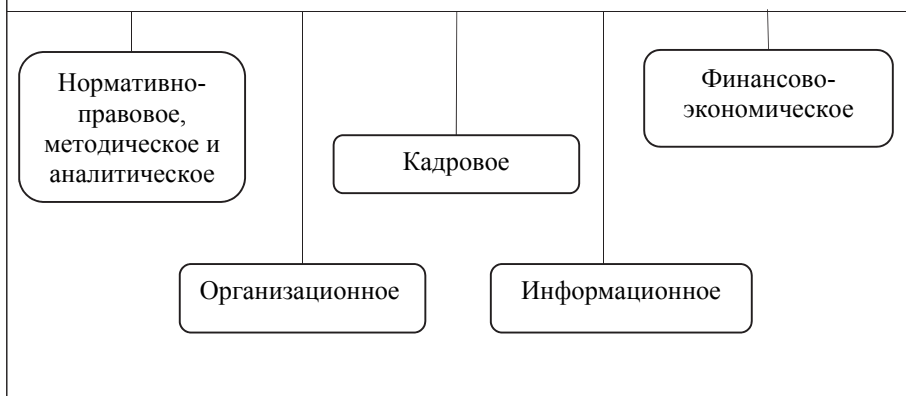 Нормативно-
правовое,
методическое и
аналитическое
Финансово-
экономическое
Кадровое
Организационное
Информационное